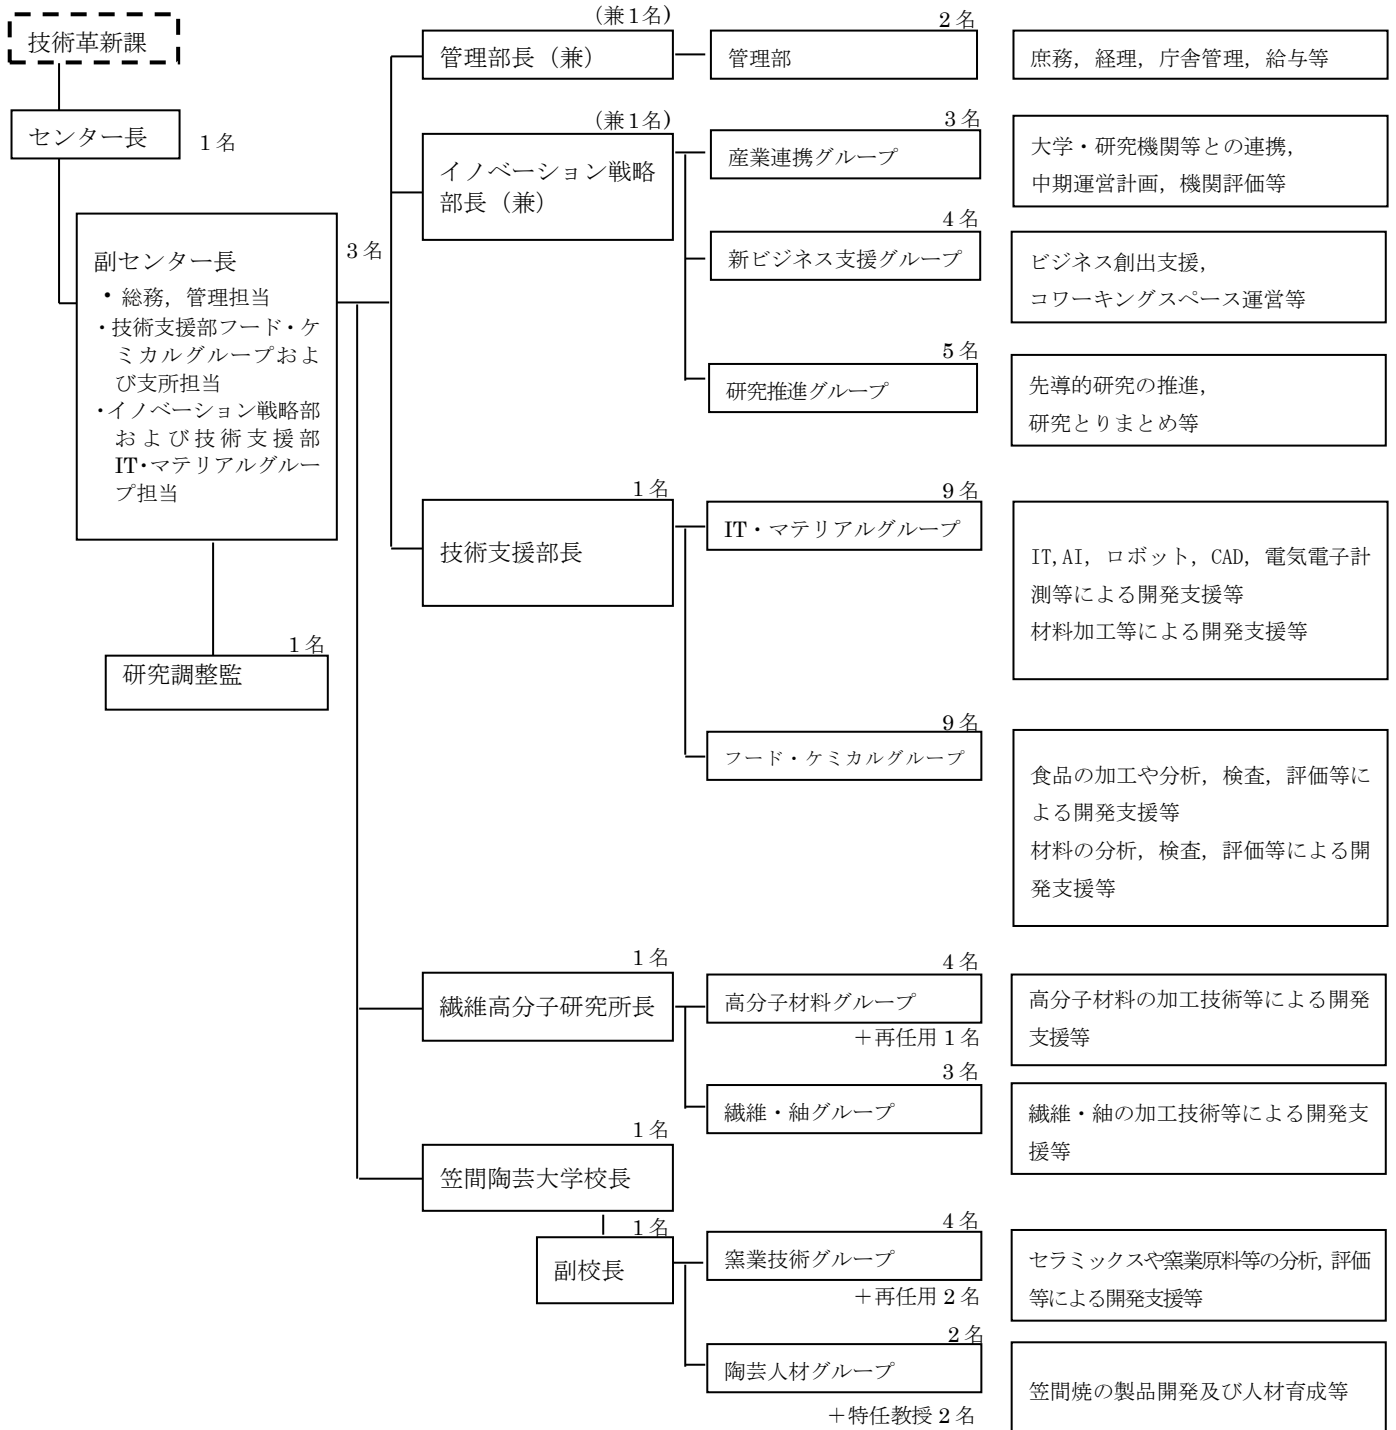 技術革新課
センター長
1名
副センター長
・総務，管理担当
・技術支援部フード・ケ
ミカルグループおよ
び支所担当
・イノベーション戦略部
および技術支援部
IT・マテリアルグルー
プ担当
3名
1名
研究調整監
(兼1名)
管理部長（兼）
2名
管理部
庶務，経理，庁舎管理，給与等
(兼1名)
イノベーション戦略
部長（兼）
3名
産業連携グループ
大学・研究機関等との連携，
中期運営計画，機関評価等
4名
新ビジネス支援グループ
ビジネス創出支援，
コワーキングスペース運営等
5名
研究推進グループ
先導的研究の推進，
研究とりまとめ等
1名
技術支援部長
9名
IT・マテリアルグループ
IT,AI，ロボット，CAD，電気電子計
測等による開発支援等
材料加工等による開発支援等
9名
フード・ケミカルグループ
食品の加工や分析，検査，評価等に
よる開発支援等
材料の分析，検査，評価等による開
発支援等
1名
繊維高分子研究所長
4名
高分子材料グループ
＋再任用1名
高分子材料の加工技術等による開発
支援等
3名
繊維・紬グループ
繊維・紬の加工技術等による開発支
援等
1名
笠間陶芸大学校長
1名
副校長
4名
窯業技術グループ
＋再任用2名
セラミックスや窯業原料等の分析，評価
等による開発支援等
2名
陶芸人材グループ
＋特任教授2名
笠間焼の製品開発及び人材育成等